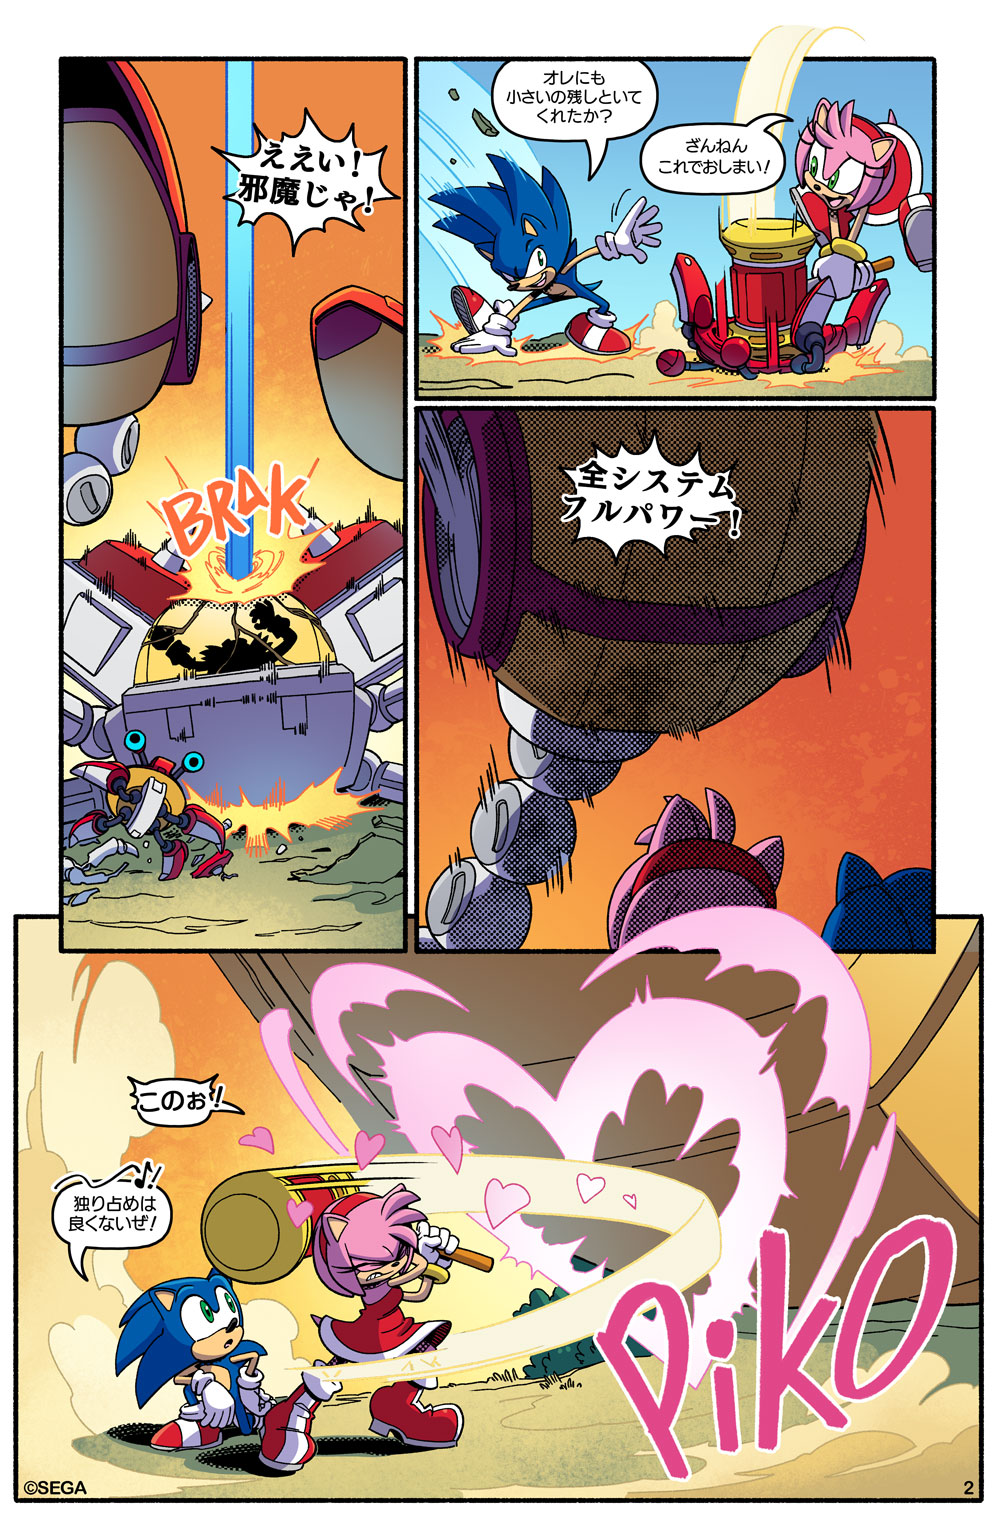 ええい！
邪魔じゃ！
BRAK
オレにも
小さいの残しといて
くれたか？
ざんねん
これでおしまい！
全システム
フルパワー！
このぉ！
♪
独り占めは
良くないぜ！
PIKO
©SEGA
2